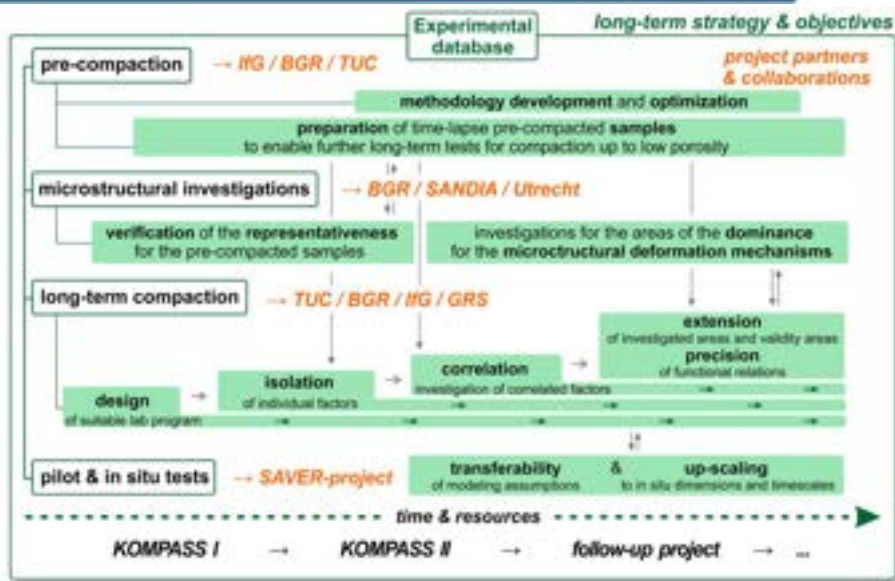 Experimental
database
long-term strategy & objectives
pre-compaction
→ IfG / BGR / TUC
project partners
& collaborations
methodology development and optimization
preparation of time-lapse pre-compacted samples
to enable further long-term tests for compaction up to low porosity
microstructural investigations
→ BGR / SANDIA / Utrecht
verification of the representativeness
for the pre-compacted samples
investigations for the areas of the dominance
for the microctructural deformation mechanisms
long-term compaction
→ TUC / BGR / IfG / GRS
extension
of investigated areas and validity areas
precision
of functional relations
correlation
investigation of correlated factors
isolation
of individual factors
design
of suitable lab program
pilot & in situ tests
→ SAVER-project
transferability & up-scaling
of modeling assumptions to in situ dimensions and timescales
time & resources
KOMPASS I → KOMPASS II → follow-up project → ...